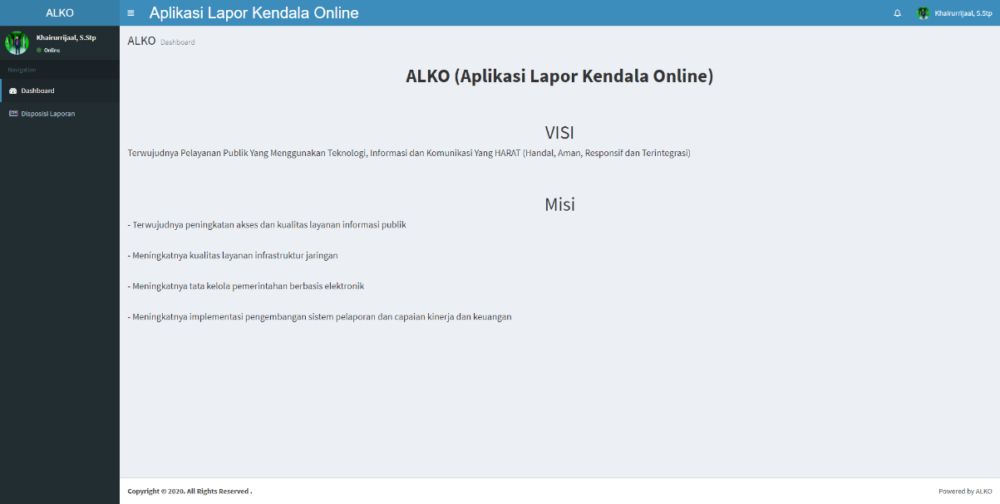 ALKO
Aplikasi Lapor Kendala Online
Khairurrijaal, S.Stp
Khairurrijaal, S.Stp
Online
Navigation
Dashboard
Disposisi Laporan
ALKO Dashboard
ALKO (Aplikasi Lapor Kendala Online)
VISI
Terwujudnya Pelayanan Publik Yang Menggunakan Teknologi, Informasi dan Komunikasi Yang HARAT (Handal, Aman, Responsif dan Terintegrasi)
Misi
- Terwujudnya peningkatan akses dan kualitas layanan informasi publik
- Meningkatnya kualitas layanan infrastruktur jaringan
- Meningkatnya tata kelola pemerintahan berbasis elektronik
- Meningkatnya implementasi pengembangan sistem pelaporan dan capaian kinerja dan keuangan
Copyright © 2020. All Rights Reserved .
Powered by ALKO